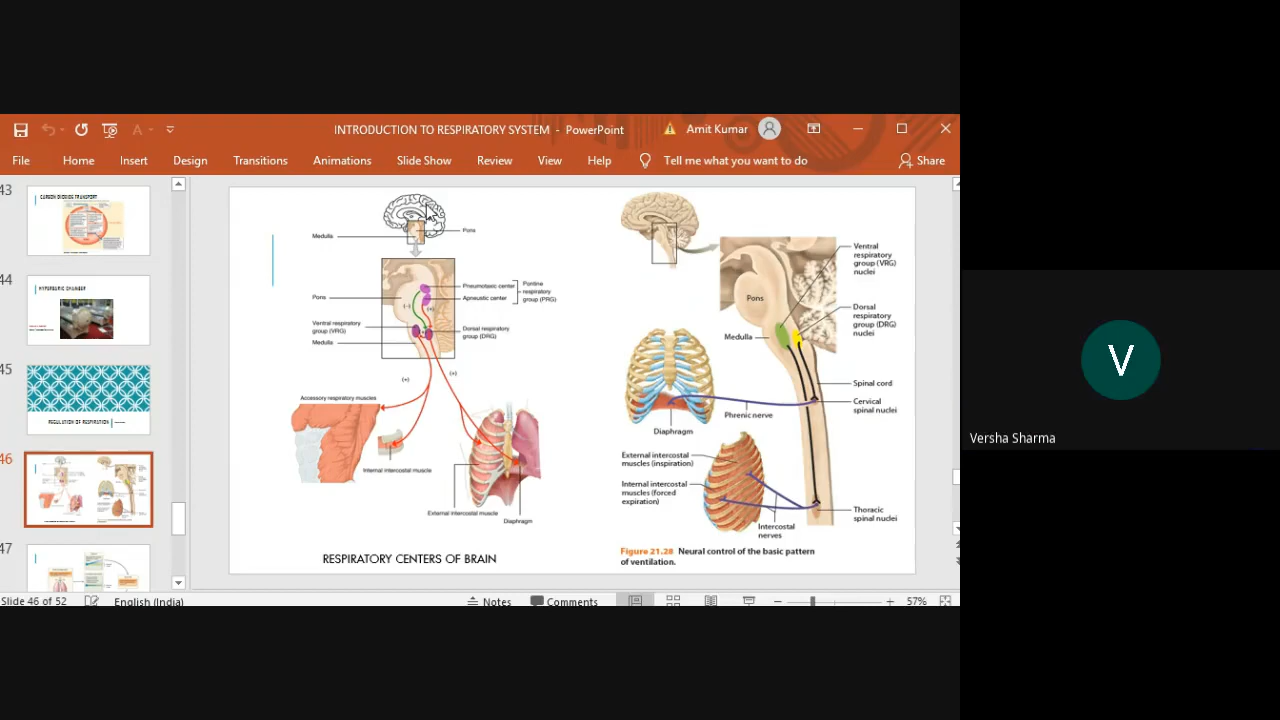 INTRODUCTION TO RESPIRATORY SYSTEM - PowerPoint
Amit Kumar
File Home Insert Design Transitions Animations Slide Show Review View Help Tell me what you want to do Share
43
CARBON DIOXIDE TRANSPORT
44
HYPERBARIC CHAMBER
45
REGULATION OF RESPIRATION
46
47
Medulla
Pons
Pons
Pneumotaxic center
Apneustic center
Pontine
respiratory
group (PRG)
Ventral respiratory
group (VRG)
Medulla
Dorsal respiratory
group (DRG)
(-)
(+)
(+)
(+)
Accessory respiratory muscles
Internal intercostal muscle
External intercostal muscle
Diaphragm
RESPIRATORY CENTERS OF BRAIN
Ventral
respiratory
group (VRG)
nuclei
Pons
Dorsal
respiratory
group (DRG)
nuclei
Medulla
Spinal cord
Cervical
spinal nuclei
Phrenic nerve
Diaphragm
External intercostal
muscles (inspiration)
Internal intercostal
muscles (forced
expiration)
Thoracic
spinal nuclei
Intercostal
nerves
Figure 21.28 Neural control of the basic pattern
of ventilation.
Slide 46 of 52 English (India) Notes Comments 57%
V
Versha Sharma